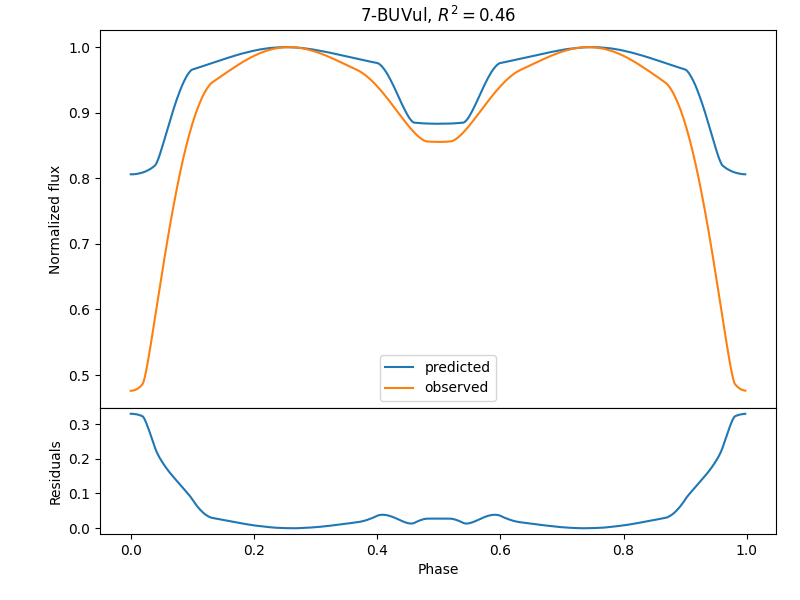 7-BUVul, R² = 0.46
Normalized flux
1.0
0.9
0.8
0.7
0.6
0.5
predicted
observed
Residuals
0.3
0.2
0.1
0.0
0.0 0.2 0.4 0.6 0.8 1.0
Phase